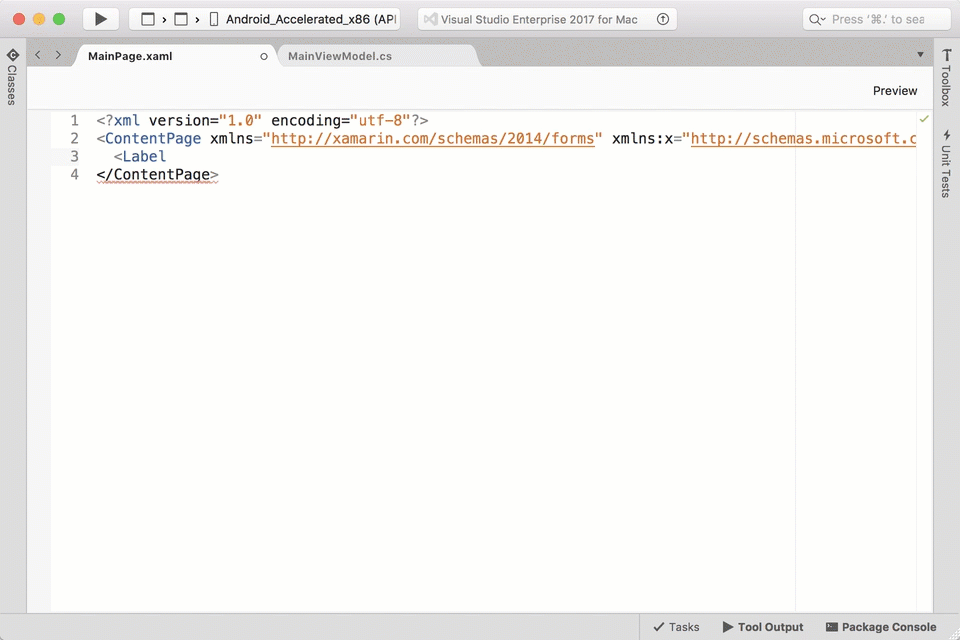 Android_Accelerated_x86 (API
Visual Studio Enterprise 2017 for Mac
Press ‘⌘.’ to sea
MainPage.xaml
MainViewModel.cs
Preview
Classes
Toolbox
Unit Tests
1 <?xml version="1.0" encoding="utf-8"?>
2 <ContentPage xmlns="http://xamarin.com/schemas/2014/forms" xmlns:x="http://schemas.microsoft.c
3 <Label
4 </ContentPage>
Tasks
Tool Output
Package Console